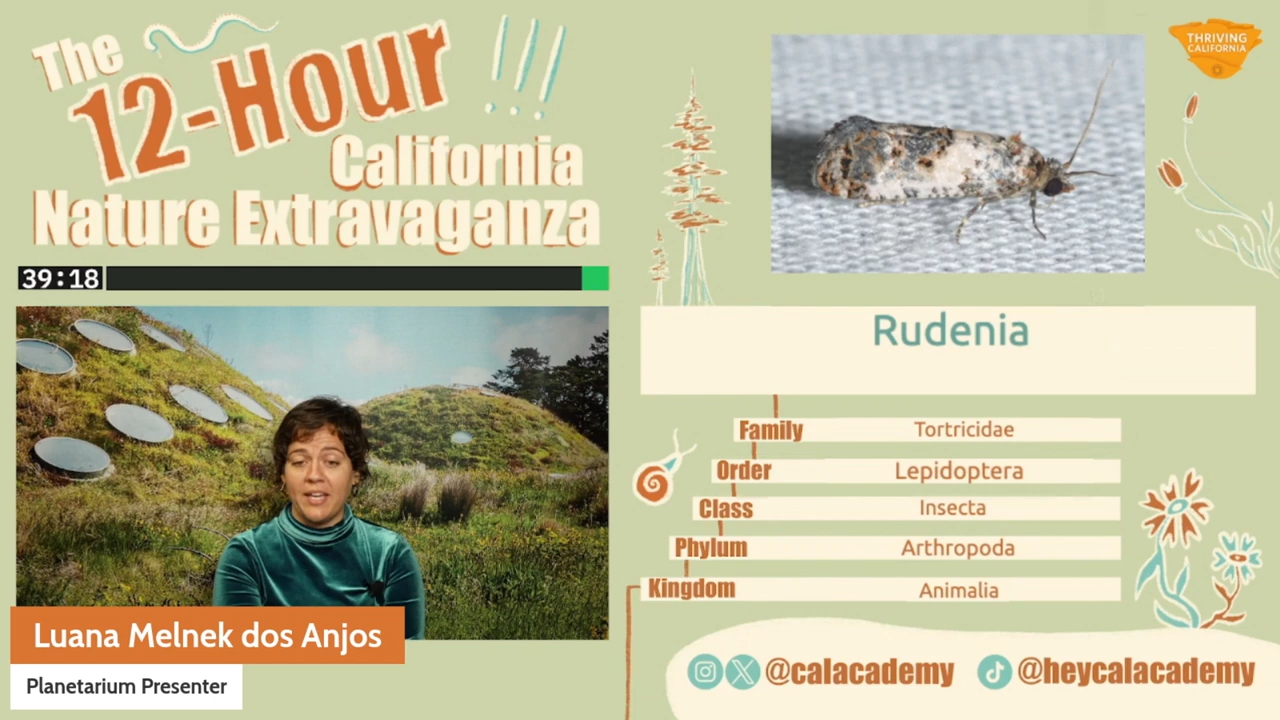 The
12-Hour
!!!
California
Nature Extravaganza
39:18
Luana Melnek dos Anjos
Planetarium Presenter
THRIVING
CALIFORNIA
Rudenia
Family Tortricidae
Order Lepidoptera
Class Insecta
Phylum Arthropoda
Kingdom Animalia
@calacademy @heycalacademy